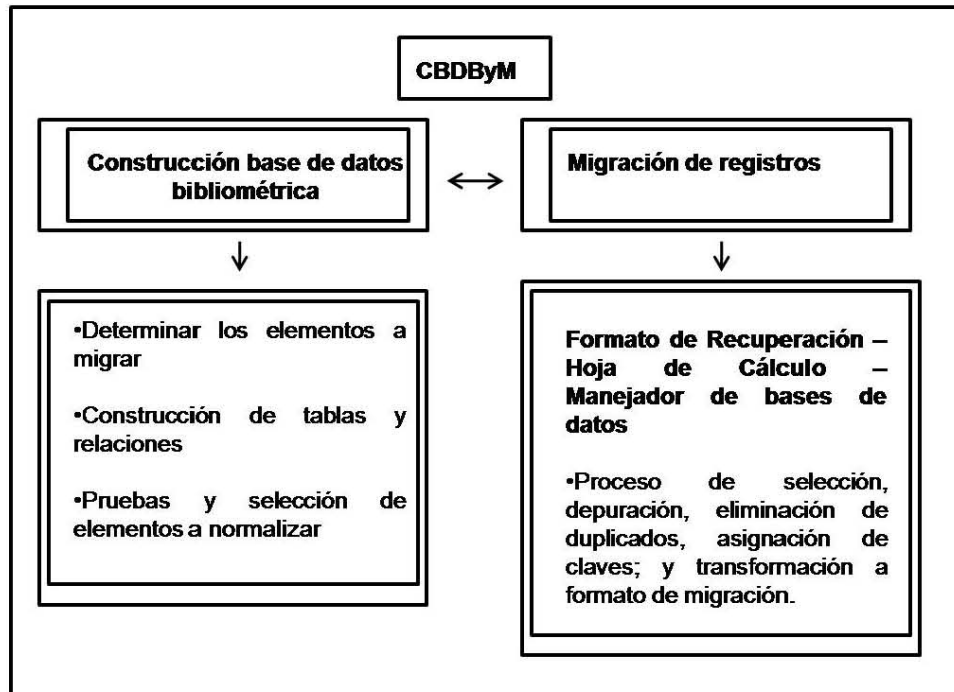 CBDByM
Construcción base de datos
bibliométrica
Migración de registros
•Determinar los elementos a
migrar
•Construcción de tablas y
relaciones
•Pruebas y selección de
elementos a normalizar
Formato de Recuperación –
Hoja de Cálculo –
Manejador de bases de
datos
•Proceso de selección,
depuración, eliminación de
duplicados, asignación de
claves; y transformación a
formato de migración.